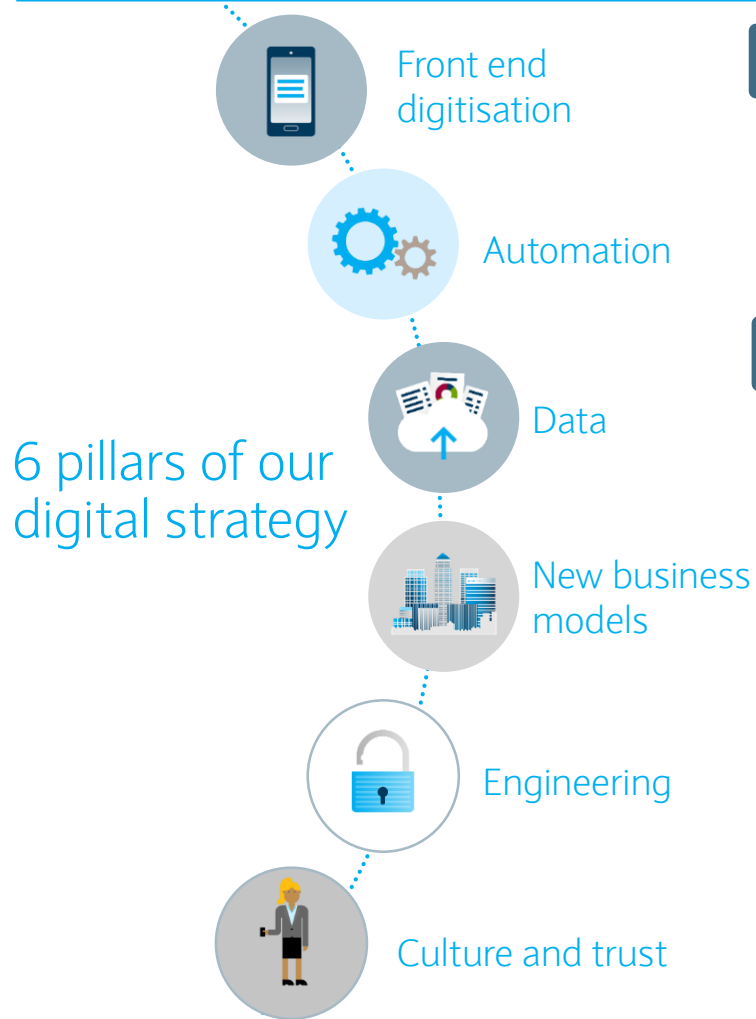 Front end
digitisation
Automation
Data
6 pillars of our
digital strategy
New business
models
Engineering
Culture and trust